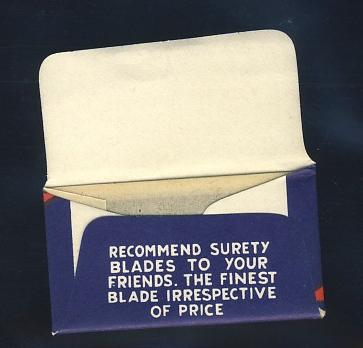 RECOMMEND SURETY
BLADES TO YOUR
FRIENDS. THE FINEST
BLADE IRRESPECTIVE
OF PRICE